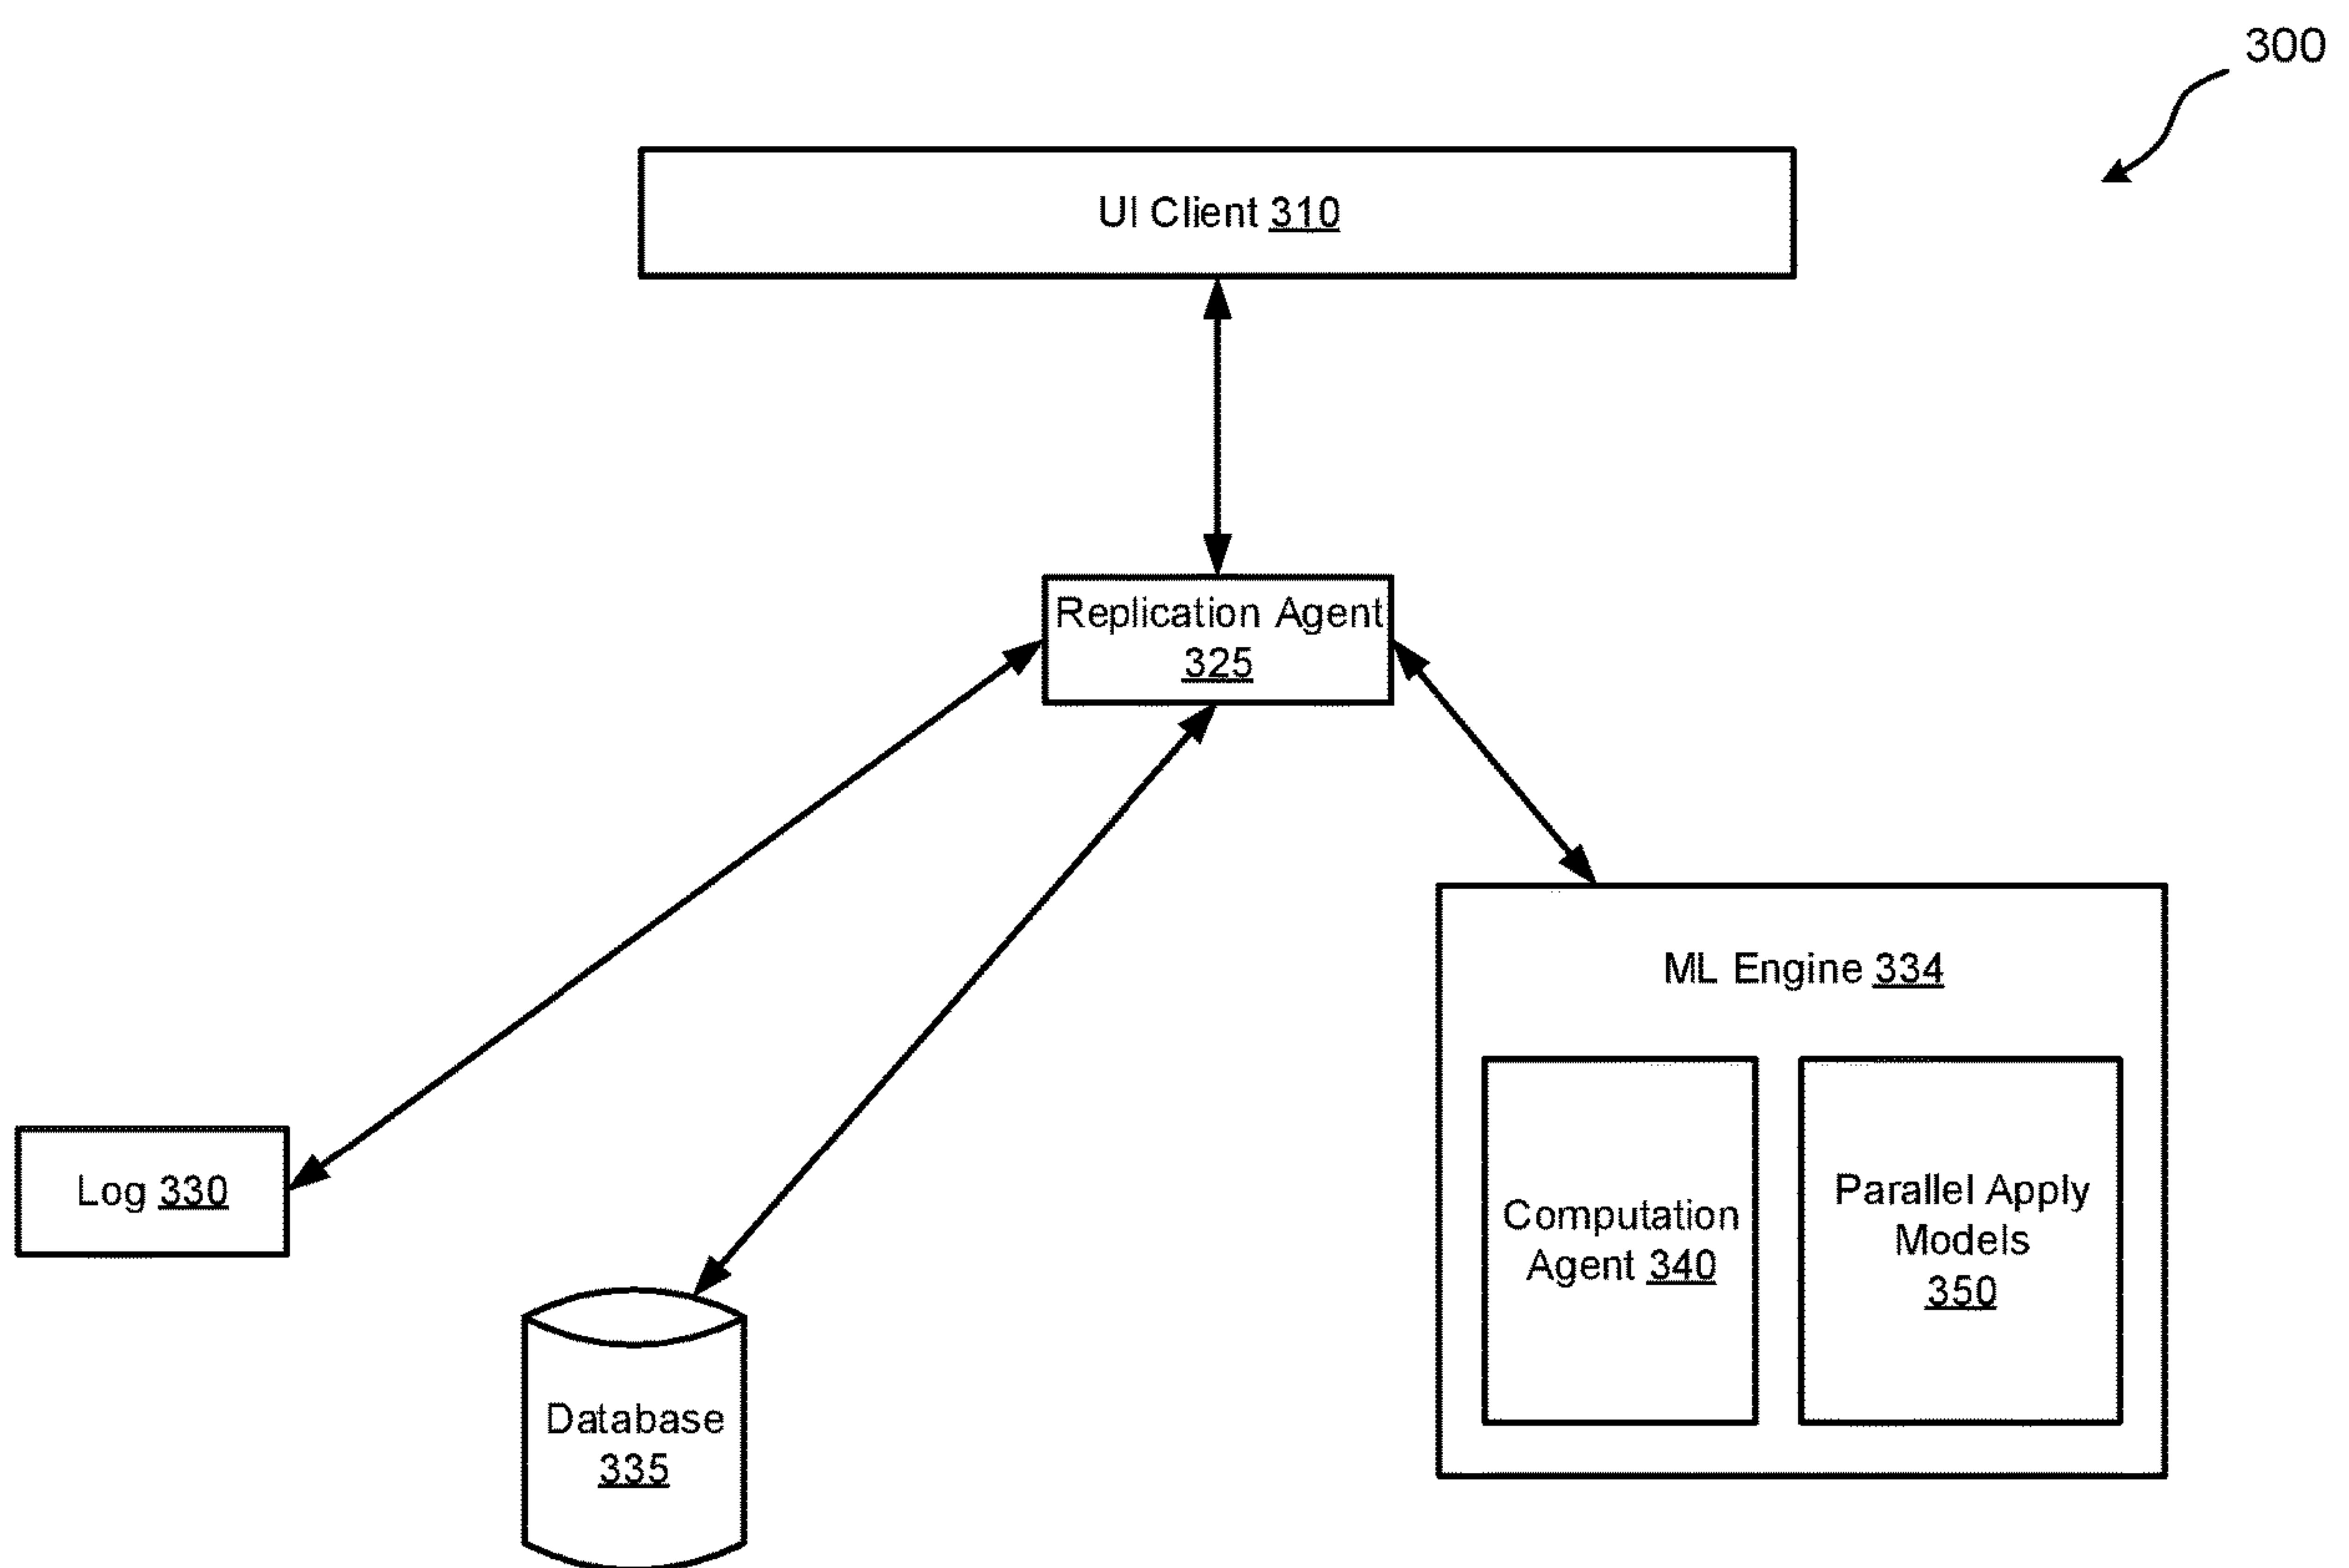 300
UI Client 310
Replication Agent
325
ML Engine 334
Log 330
Computation
Agent 340
Parallel Apply
Models
350
Database
335